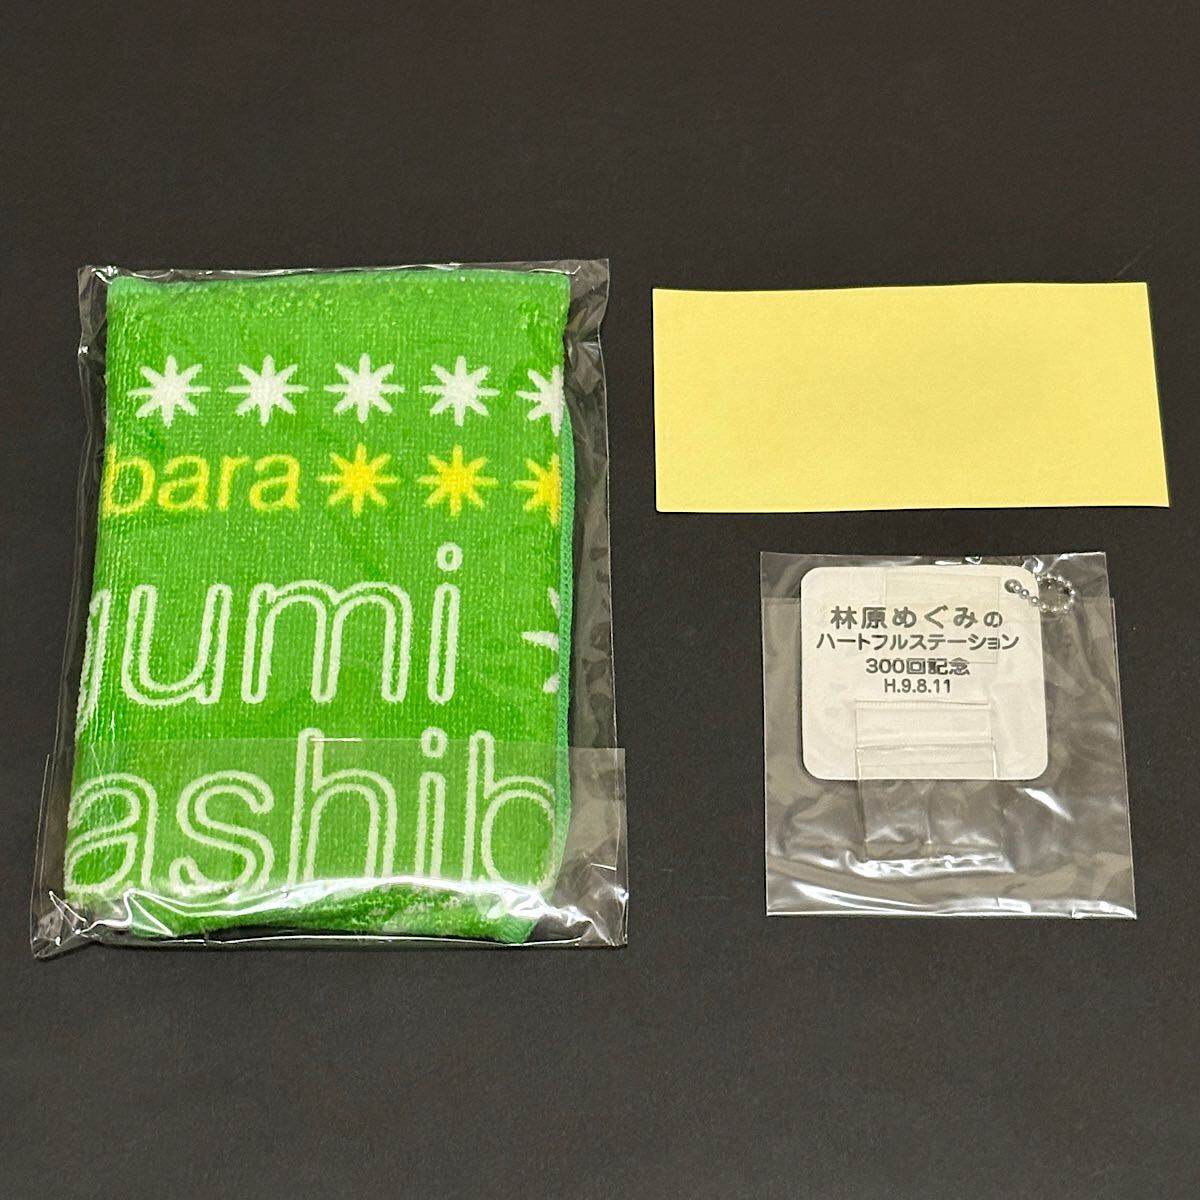 bara
gumi
ashib
林原めぐみの
ハートフルステーション
300回記念
H.9.8.11